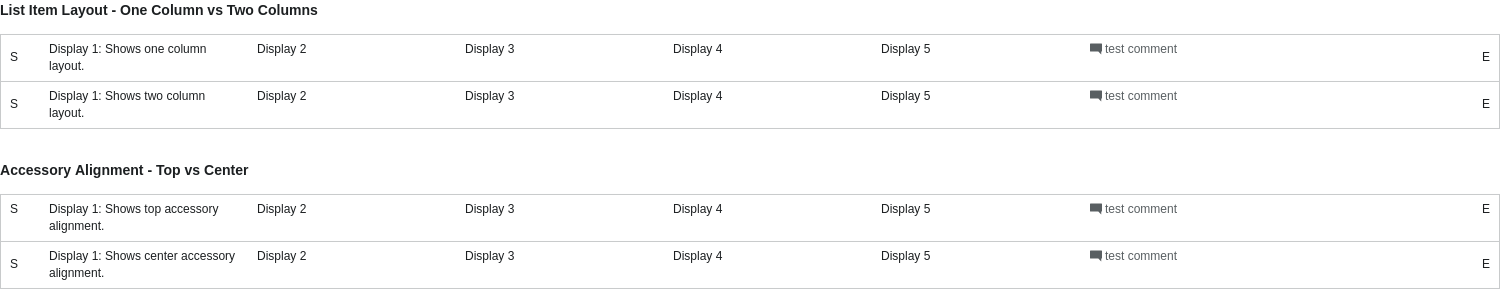 List Item Layout - One Column vs Two Columns
S Display 1: Shows one column layout. Display 2 Display 3 Display 4 Display 5 test comment E
S Display 1: Shows two column layout. Display 2 Display 3 Display 4 Display 5 test comment E
Accessory Alignment - Top vs Center
S Display 1: Shows top accessory alignment. Display 2 Display 3 Display 4 Display 5 test comment E
S Display 1: Shows center accessory alignment. Display 2 Display 3 Display 4 Display 5 test comment E